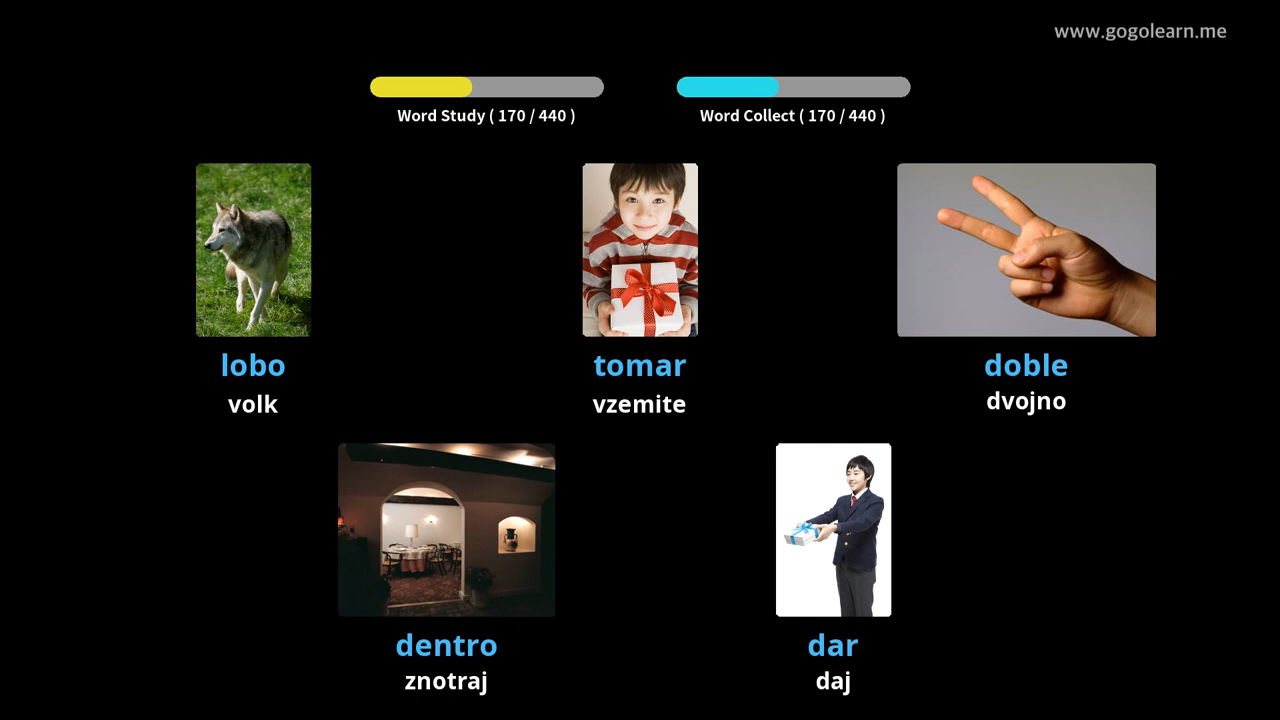 www.gogolearn.me
Word Study ( 170 / 440 )
Word Collect ( 170 / 440 )
lobo
volk
tomar
vzemite
doble
dvojno
dentro
znotraj
dar
daj